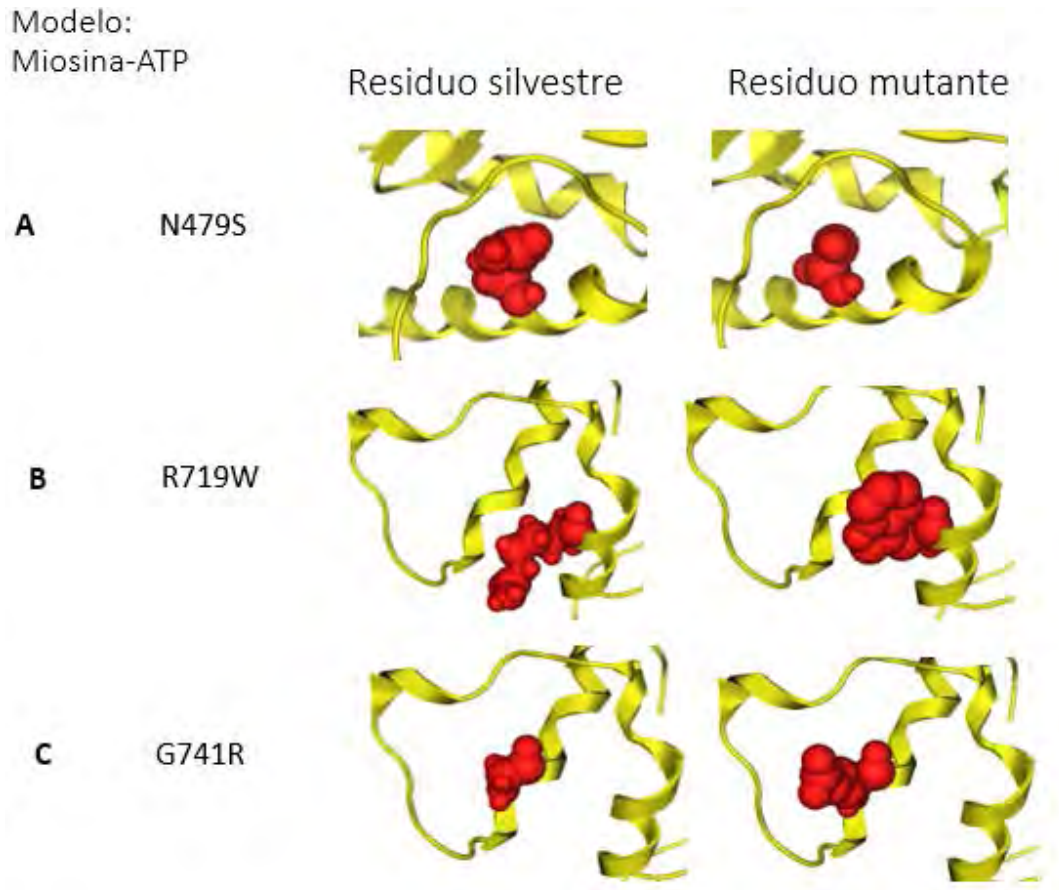 Modelo:
Miosina-ATP
Residuo silvestre Residuo mutante
A N479S
B R719W
C G741R